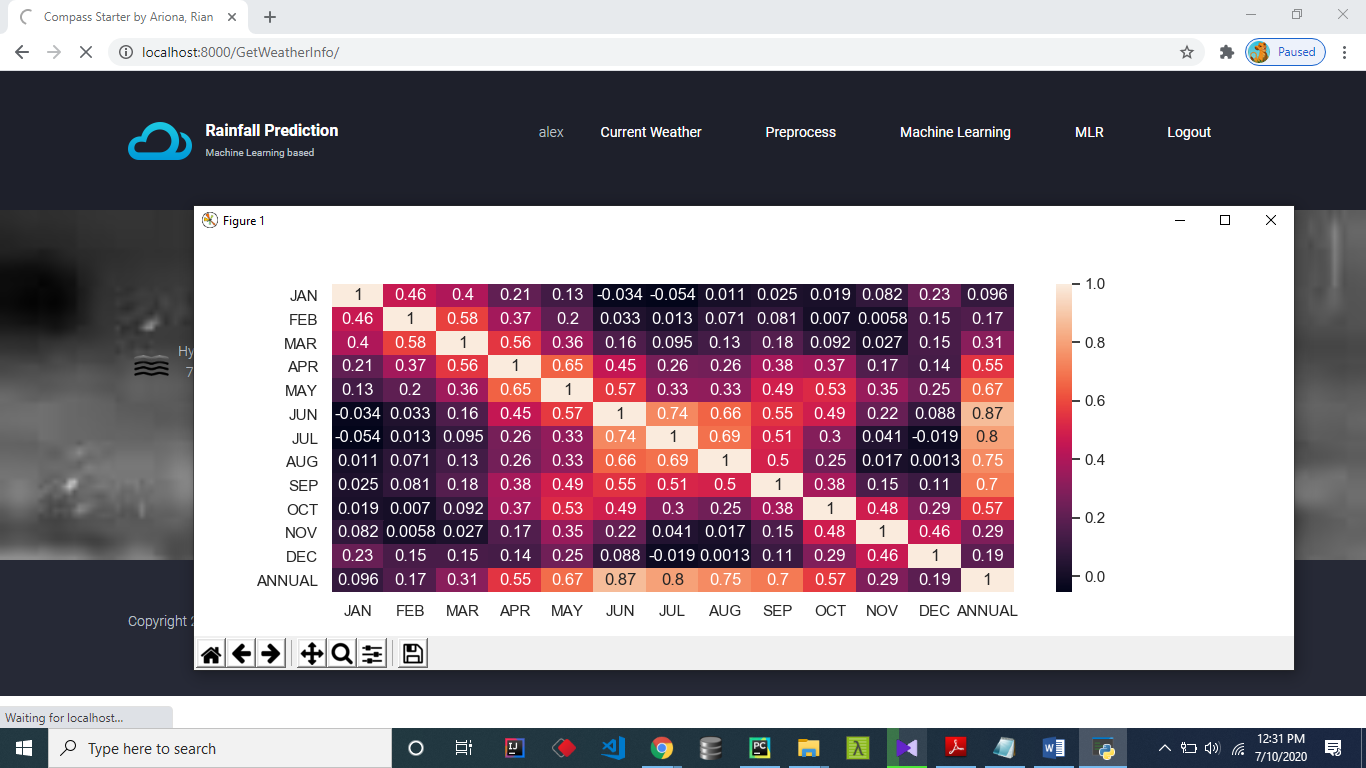 Compass Starter by Ariona, Rian
localhost:8000/GetWeatherInfo/
Paused
Rainfall Prediction
Machine Learning based
alex Current Weather Preprocess Machine Learning MLR Logout
Figure 1
JAN 1 0.46 0.4 0.21 0.13 -0.034 -0.054 0.011 0.025 0.019 0.082 0.23 0.096
FEB 0.46 1 0.58 0.37 0.2 0.033 0.013 0.071 0.081 0.007 0.0058 0.15 0.17
MAR 0.4 0.58 1 0.56 0.36 0.16 0.095 0.13 0.18 0.092 0.027 0.15 0.31
APR 0.21 0.37 0.56 1 0.65 0.45 0.26 0.26 0.38 0.37 0.17 0.14 0.55
MAY 0.13 0.2 0.36 0.65 1 0.57 0.33 0.33 0.49 0.53 0.35 0.25 0.67
JUN -0.034 0.033 0.16 0.45 0.57 1 0.74 0.66 0.55 0.49 0.22 0.088 0.87
JUL -0.054 0.013 0.095 0.26 0.33 0.74 1 0.69 0.51 0.3 0.041 -0.019 0.8
AUG 0.011 0.071 0.13 0.26 0.33 0.66 0.69 1 0.5 0.25 0.017 0.0013 0.75
SEP 0.025 0.081 0.18 0.38 0.49 0.55 0.51 0.5 1 0.38 0.15 0.11 0.7
OCT 0.019 0.007 0.092 0.37 0.53 0.49 0.3 0.25 0.38 1 0.48 0.29 0.57
NOV 0.082 0.0058 0.027 0.17 0.35 0.22 0.041 0.017 0.15 0.48 1 0.46 0.29
DEC 0.23 0.15 0.15 0.14 0.25 0.088 -0.019 0.0013 0.11 0.29 0.46 1 0.19
ANNUAL 0.096 0.17 0.31 0.55 0.67 0.87 0.8 0.75 0.7 0.57 0.29 0.19 1
JAN FEB MAR APR MAY JUN JUL AUG SEP OCT NOV DEC ANNUAL
1.0
0.8
0.6
0.4
0.2
0.0
Hy
7
Copyright
Waiting for localhost...
Type here to search
12:31 PM
7/10/2020